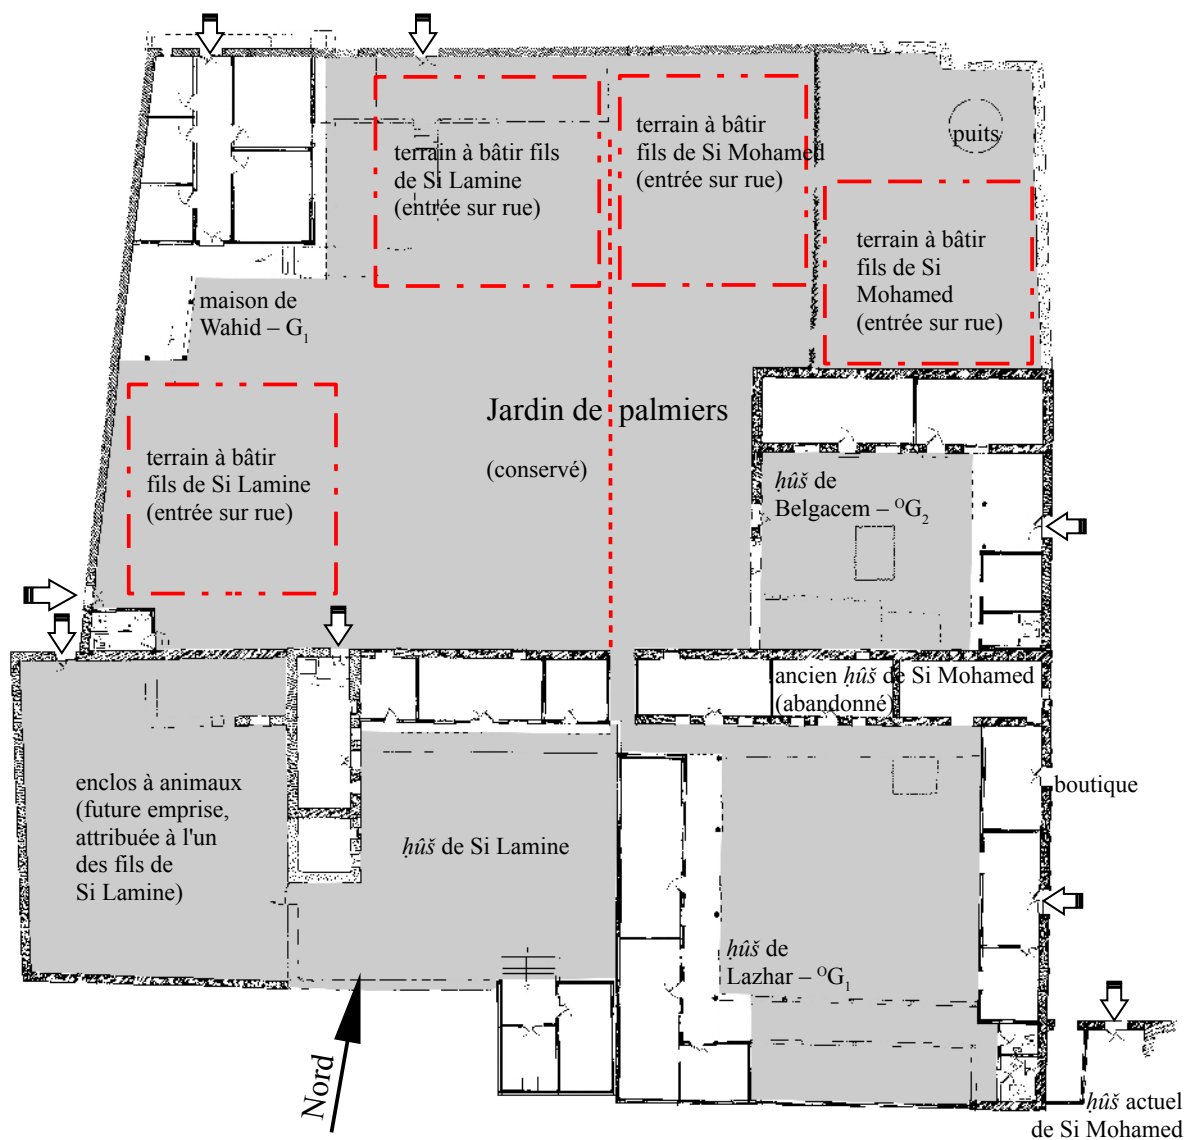 terrain à bâtir fils
de Si Lamine
(entrée sur rue)
terrain à bâtir
fils de Si Mohamed
(entrée sur rue)
puits
terrain à bâtir
fils de Si
Mohamed
(entrée sur rue)
maison de
Wahid – G₁
Jardin de palmiers
(conservé)
terrain à bâtir
fils de Si Lamine
(entrée sur rue)
ḥûš de
Belgacem – ᴼG₂
ancien ḥûš de Si Mohamed
(abandonné)
enclos à animaux
(future emprise,
attribuée à l'un
des fils de
Si Lamine)
boutique
ḥûš de Si Lamine
ḥûš de
Lazhar – ᴼG₁
Nord
ḥûš actuel
de Si Mohamed